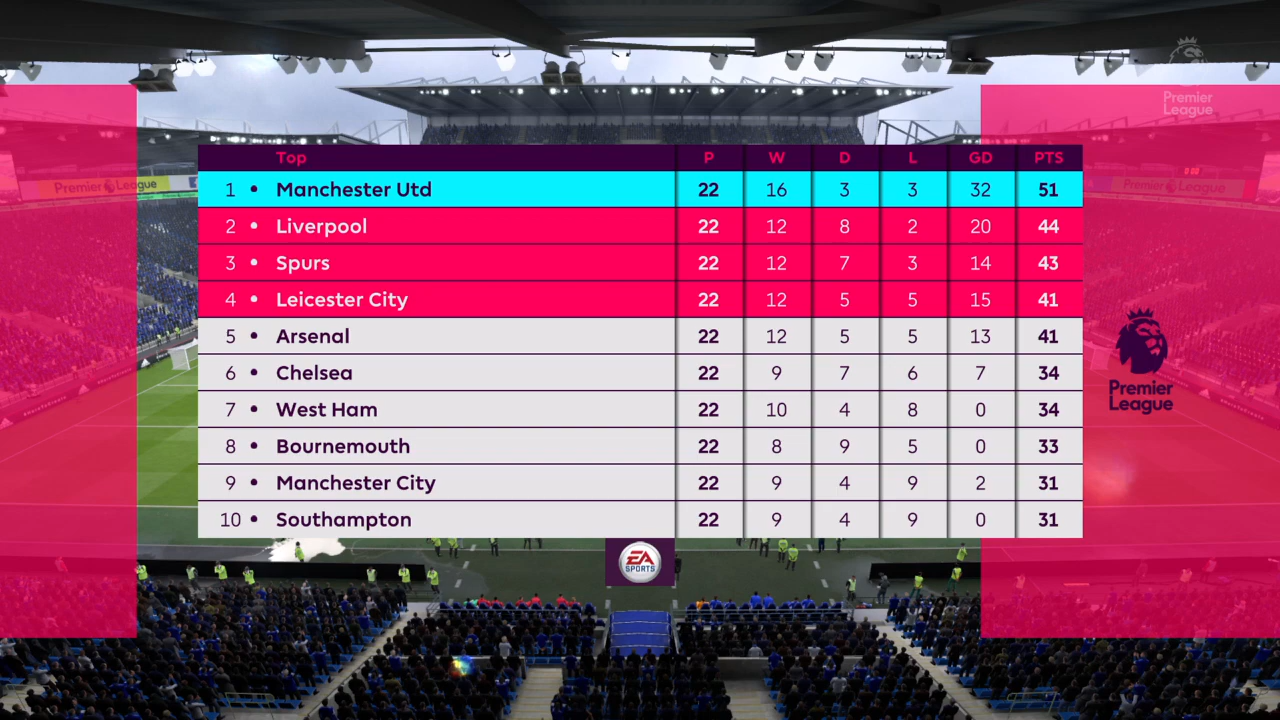 Premier
League
Top P W D L GD PTS
1 • Manchester Utd 22 16 3 3 32 51
2 • Liverpool 22 12 8 2 20 44
3 • Spurs 22 12 7 3 14 43
4 • Leicester City 22 12 5 5 15 41
5 • Arsenal 22 12 5 5 13 41
6 • Chelsea 22 9 7 6 7 34
7 • West Ham 22 10 4 8 0 34
8 • Bournemouth 22 8 9 5 0 33
9 • Manchester City 22 9 4 9 2 31
10 • Southampton 22 9 4 9 0 31
Premier League
Premier League
Premier
League
EA
SPORTS